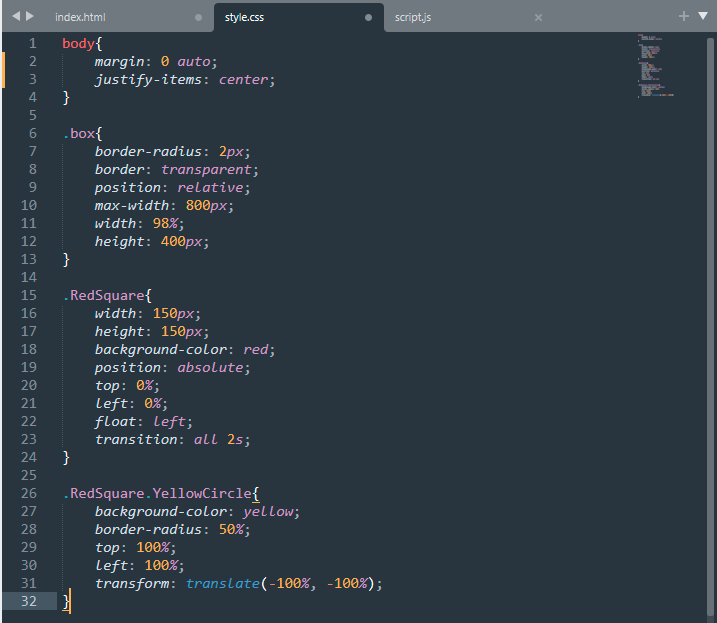 index.html style.css script.js
1 body{
2 margin: 0 auto;
3 justify-items: center;
4 }
5
6 .box{
7 border-radius: 2px;
8 border: transparent;
9 position: relative;
10 max-width: 800px;
11 width: 98%;
12 height: 400px;
13 }
14
15 .RedSquare{
16 width: 150px;
17 height: 150px;
18 background-color: red;
19 position: absolute;
20 top: 0%;
21 left: 0%;
22 float: left;
23 transition: all 2s;
24 }
25
26 .RedSquare.YellowCircle{
27 background-color: yellow;
28 border-radius: 50%;
29 top: 100%;
30 left: 100%;
31 transform: translate(-100%, -100%);
32 }